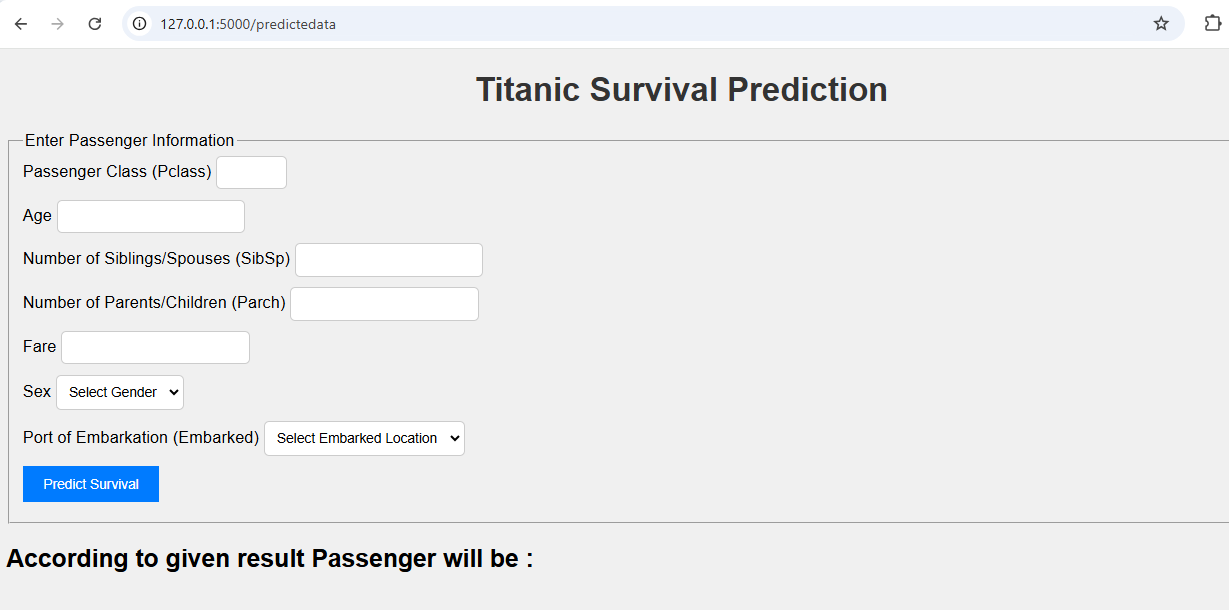 127.0.0.1:5000/predictedata
Titanic Survival Prediction
Enter Passenger Information
Passenger Class (Pclass)
Age
Number of Siblings/Spouses (SibSp)
Number of Parents/Children (Parch)
Fare
Sex Select Gender
Port of Embarkation (Embarked) Select Embarked Location
Predict Survival
According to given result Passenger will be :